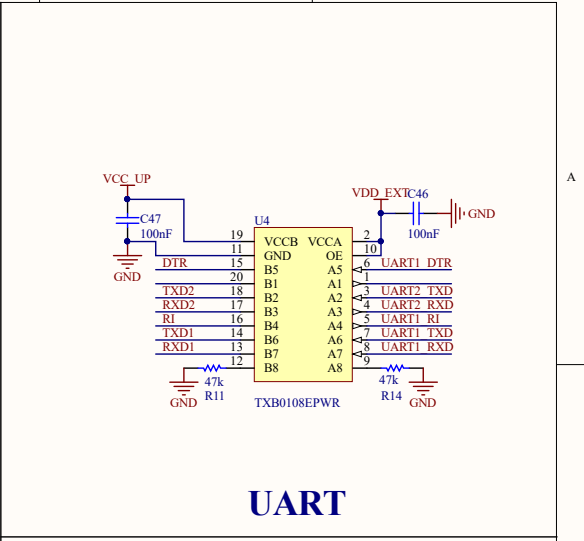 A
VCC_UP
VDD_EXT
C46
C47
100nF
GND
100nF
U4
19 VCCB VCCA 2
11 GND OE 10
GND
DTR 15 B5 A5 6 UART1_DTR
20 B1 A1 1
TXD2 18 B2 A2 3 UART2_TXD
RXD2 17 B3 A3 4 UART2_RXD
RI 16 B4 A4 5 UART1_RI
TXD1 14 B6 A6 7 UART1_TXD
RXD1 13 B7 A7 8 UART1_RXD
12 B8 A8 9
47k
R11
GND
TXB0108EPWR
47k
R14
GND
UART